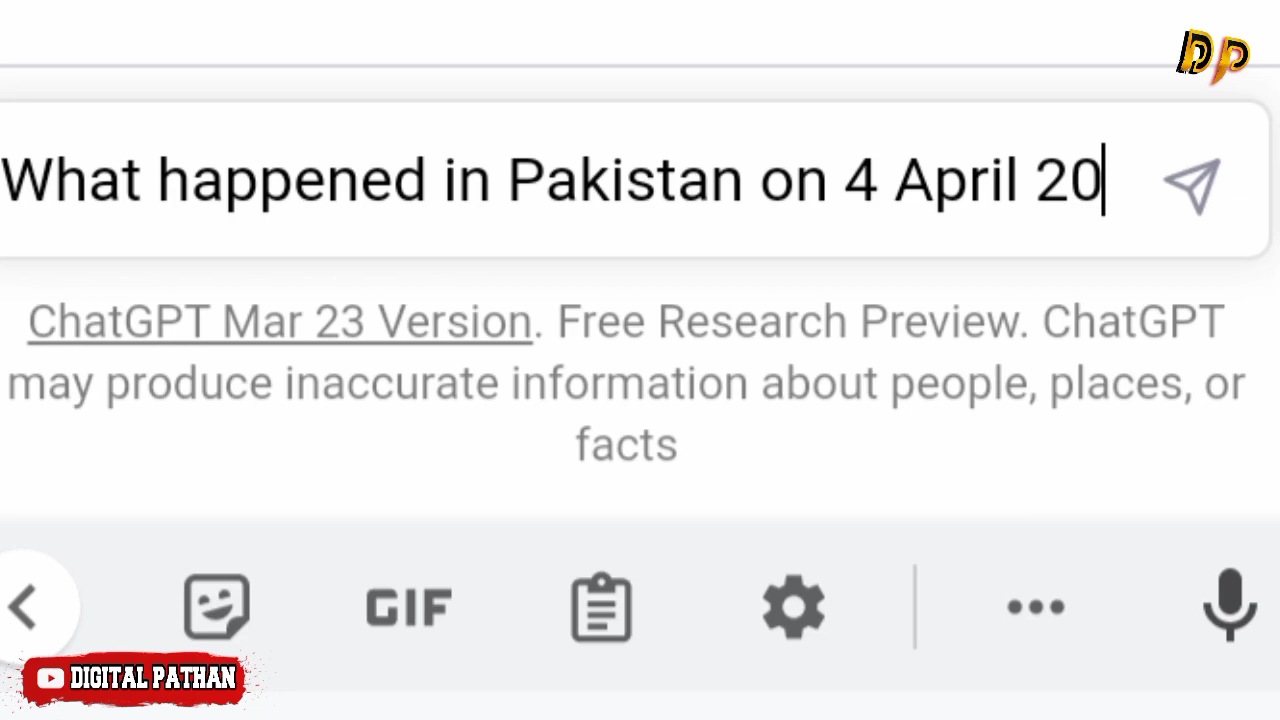 DP
What happened in Pakistan on 4 April 20
ChatGPT Mar 23 Version. Free Research Preview. ChatGPT
may produce inaccurate information about people, places, or
facts
GIF
DIGITAL PATHAN